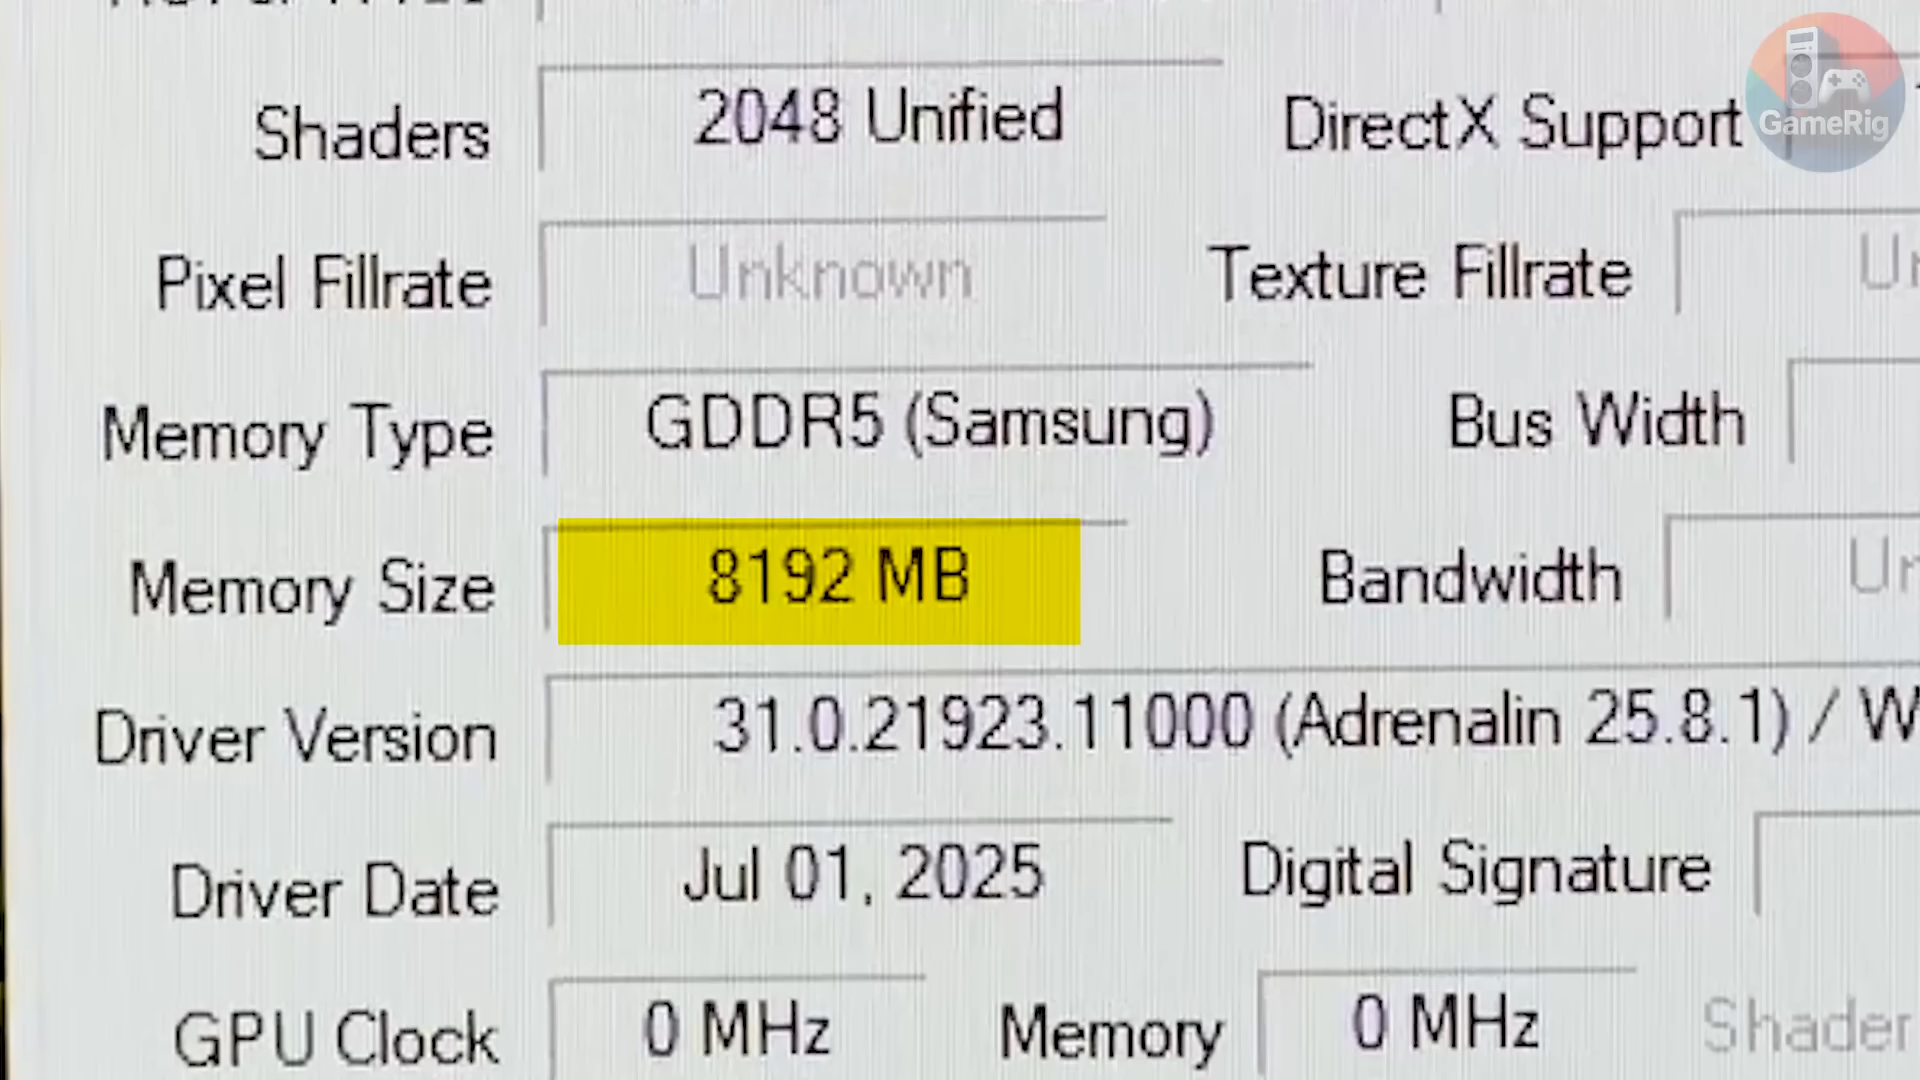 Shaders 2048 Unified DirectX Support
GameRig
Pixel Fillrate Unknown Texture Fillrate
Memory Type GDDR5 (Samsung) Bus Width
Memory Size 8192 MB Bandwidth
Driver Version 31.0.21923.11000 (Adrenalin 25.8.1) / W
Driver Date Jul 01, 2025 Digital Signature
GPU Clock 0 MHz Memory 0 MHz Shader